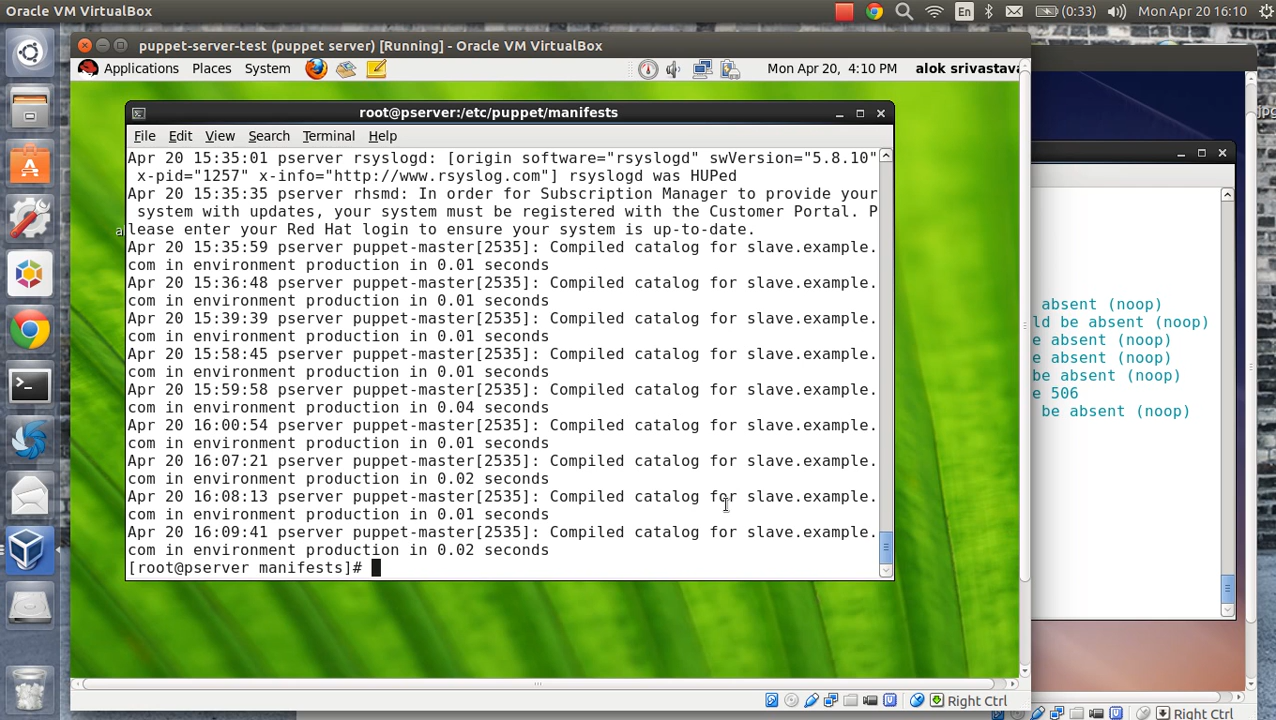 Oracle VM VirtualBox
En
(0:33)
Mon Apr 20 16:10
puppet-server-test (puppet server) [Running] - Oracle VM VirtualBox
Applications Places System
Mon Apr 20, 4:10 PM
alok srivastava
root@pserver:/etc/puppet/manifests
File Edit View Search Terminal Help
Apr 20 15:35:01 pserver rsyslogd: [origin software="rsyslogd" swVersion="5.8.10"
x-pid="1257" x-info="http://www.rsyslog.com"] rsyslogd was HUPed
Apr 20 15:35:35 pserver rhsmd: In order for Subscription Manager to provide your
system with updates, your system must be registered with the Customer Portal. P
lease enter your Red Hat login to ensure your system is up-to-date.
Apr 20 15:35:59 pserver puppet-master[2535]: Compiled catalog for slave.example.
com in environment production in 0.01 seconds
Apr 20 15:36:48 pserver puppet-master[2535]: Compiled catalog for slave.example.
com in environment production in 0.01 seconds
Apr 20 15:39:39 pserver puppet-master[2535]: Compiled catalog for slave.example.
com in environment production in 0.01 seconds
Apr 20 15:58:45 pserver puppet-master[2535]: Compiled catalog for slave.example.
com in environment production in 0.01 seconds
Apr 20 15:59:58 pserver puppet-master[2535]: Compiled catalog for slave.example.
com in environment production in 0.04 seconds
Apr 20 16:00:54 pserver puppet-master[2535]: Compiled catalog for slave.example.
com in environment production in 0.01 seconds
Apr 20 16:07:21 pserver puppet-master[2535]: Compiled catalog for slave.example.
com in environment production in 0.02 seconds
Apr 20 16:08:13 pserver puppet-master[2535]: Compiled catalog for slave.example.
com in environment production in 0.01 seconds
Apr 20 16:09:41 pserver puppet-master[2535]: Compiled catalog for slave.example.
com in environment production in 0.02 seconds
[root@pserver manifests]#
absent (noop)
ld be absent (noop)
e absent (noop)
e absent (noop)
be absent (noop)
e 506
be absent (noop)
Right Ctrl
Right Ctrl